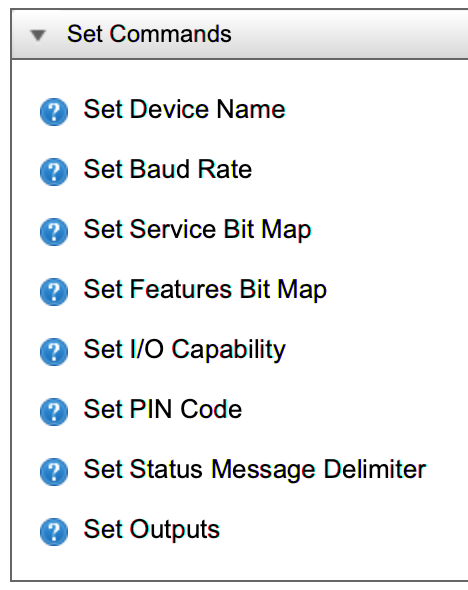 Set Commands
Set Device Name
Set Baud Rate
Set Service Bit Map
Set Features Bit Map
Set I/O Capability
Set PIN Code
Set Status Message Delimiter
Set Outputs